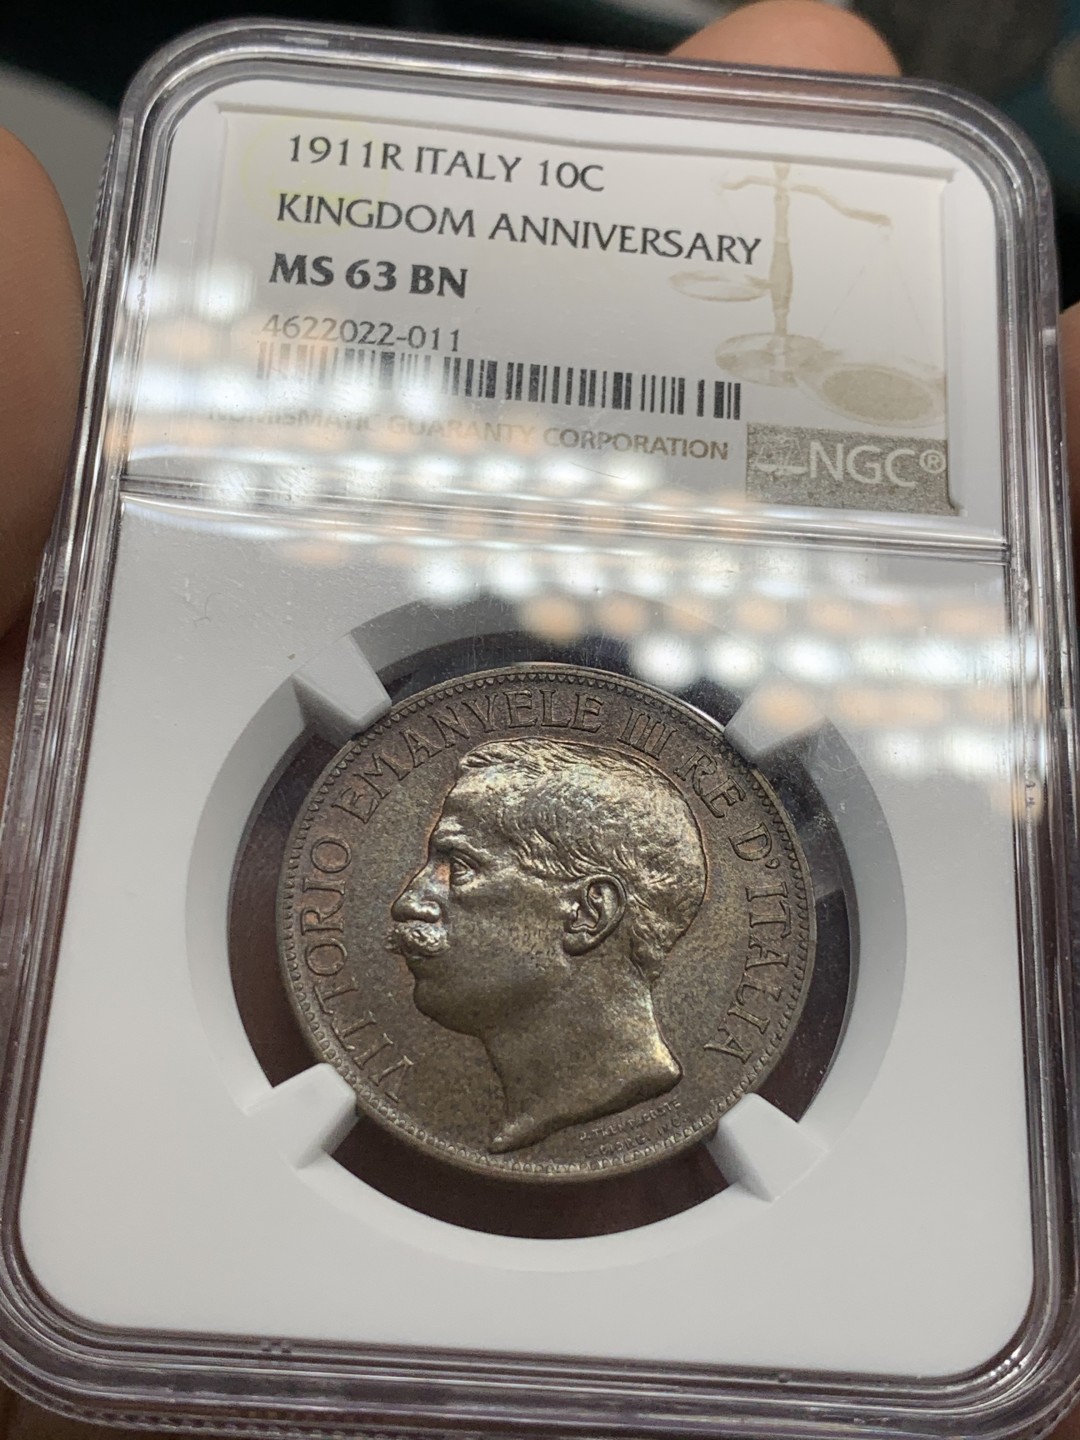 1911R ITALY 10C
KINGDOM ANNIVERSARY
MS 63 BN
4622022-011
NUMISMATIC GUARANTY CORPORATION
NGC®
VITTORIO EMANVELE III RE D'ITALIA